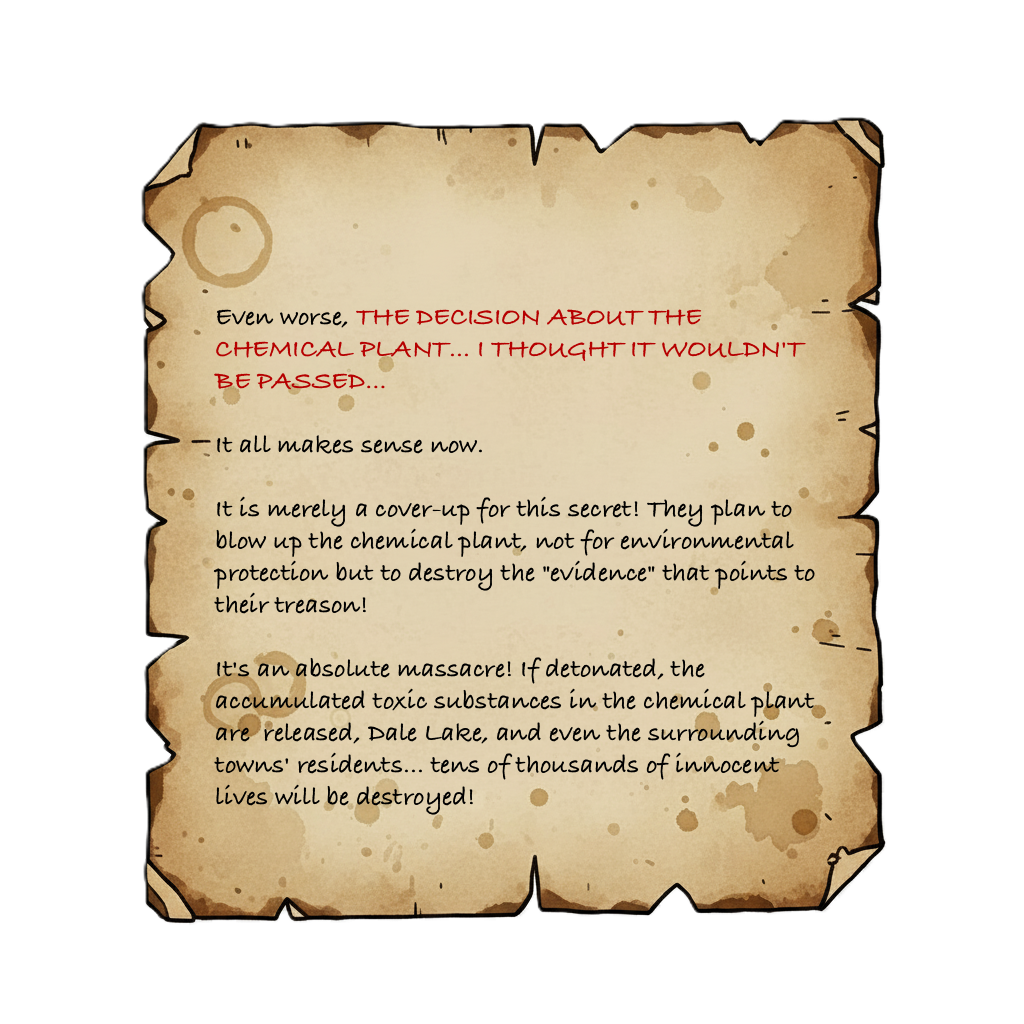 Even worse, THE DECISION ABOUT THE
CHEMICAL PLANT... I THOUGHT IT WOULDN'T
BE PASSED...
It all makes sense now.
It is merely a cover-up for this secret! They plan to
blow up the chemical plant, not for environmental
protection but to destroy the "evidence" that points to
their treason!
It's an absolute massacre! If detonated, the
accumulated toxic substances in the chemical plant
are  released, Dale Lake, and even the surrounding
towns' residents... tens of thousands of innocent
lives will be destroyed!